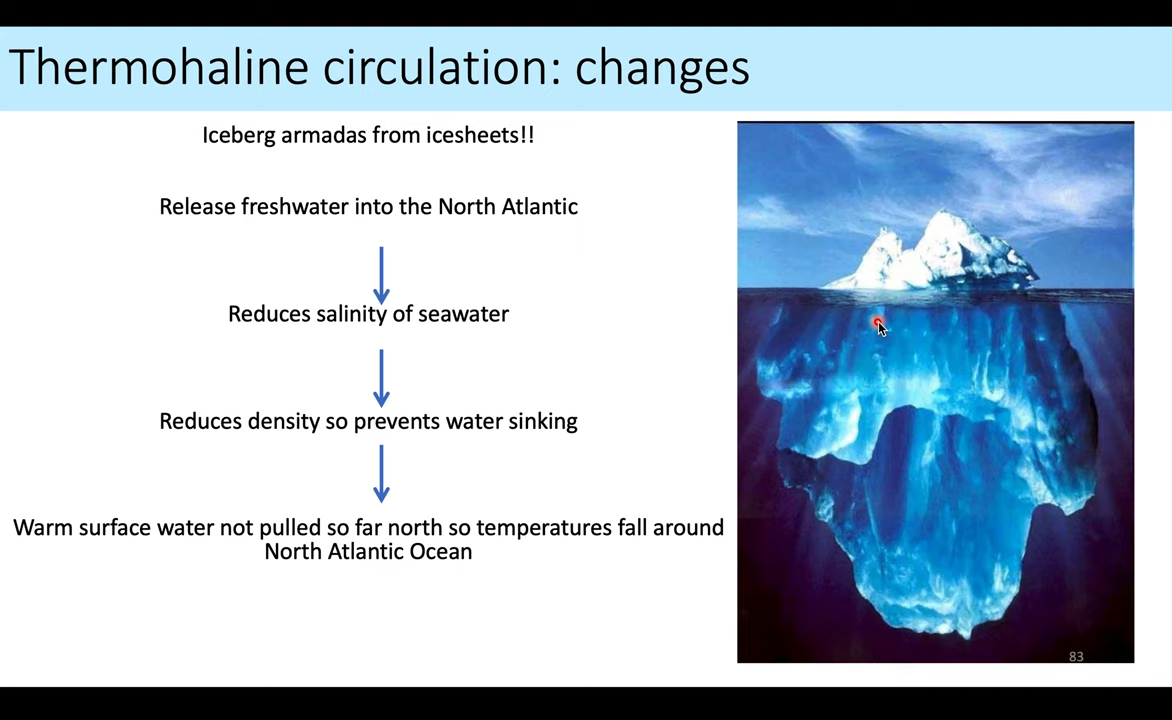 Thermohaline circulation: changes
Iceberg armadas from icesheets!!
Release freshwater into the North Atlantic
Reduces salinity of seawater
Reduces density so prevents water sinking
Warm surface water not pulled so far north so temperatures fall around
North Atlantic Ocean
83